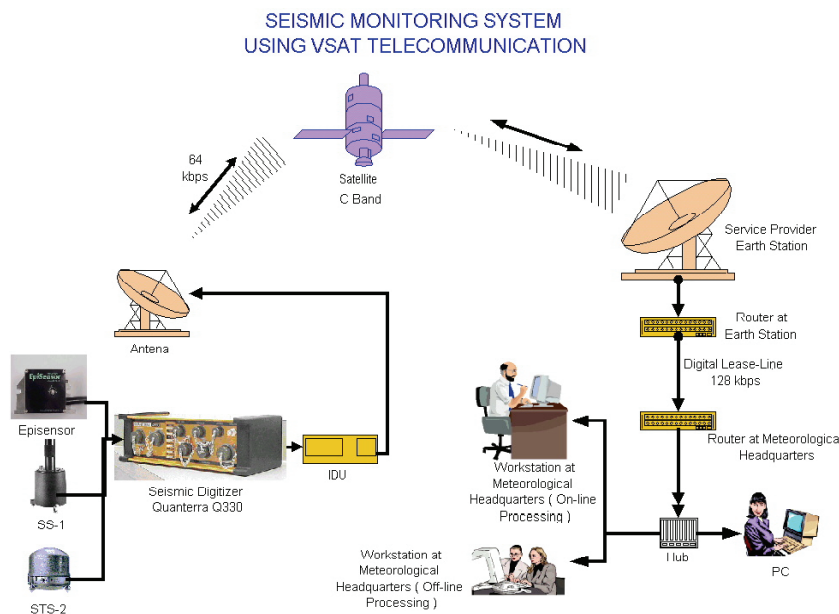 SEISMIC MONITORING SYSTEM
USING VSAT TELECOMMUNICATION
64
kbps
Satellite
C Band
Service Provider
Earth Station
Antena
Router at
Earth Station
Digital Lease-Line
128 kbps
EpiSensor
Episensor
Router at Meteorologica
Headquarters
Seismic Digitizer
Quanterra Q330
IDU
Workstation at
Meteorological
Headquarters ( On-line
Processing )
SS-1
Hub
PC
Workstation at
Meteorological
Headquarters ( Off-line
Processing )
STS-2